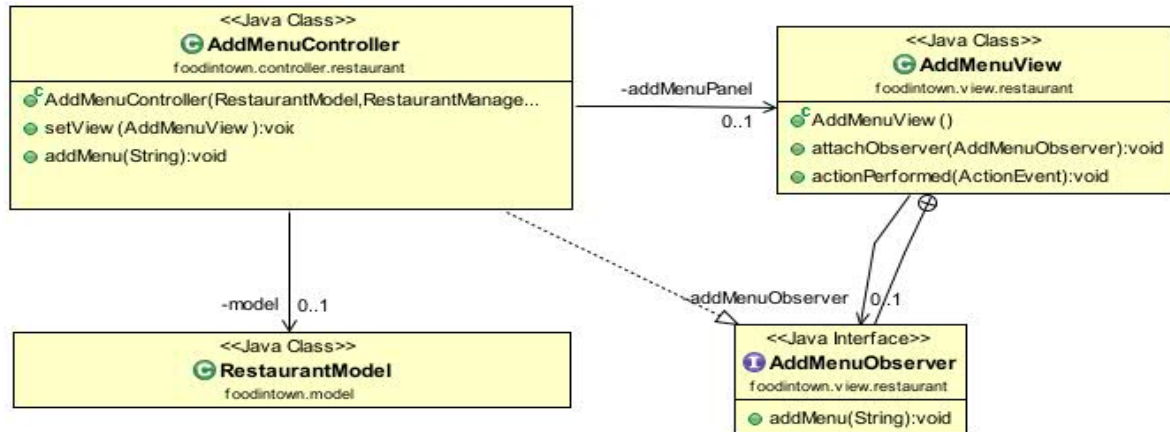 <<Java Class>>
AddMenuController
foodintown.controller.restaurant
AddMenuController(RestaurantModel,RestaurantManage...
setView(AddMenuView):void
addMenu(String):void
-addMenuPanel
0..1
<<Java Class>>
AddMenuView
foodintown.view.restaurant
AddMenuView()
attachObserver(AddMenuObserver):void
actionPerformed(ActionEvent):void
-model 0..1
-addMenuObserver 0..1
<<Java Class>>
RestaurantModel
foodintown.model
<<Java Interface>>
AddMenuObserver
foodintown.view.restaurant
addMenu(String):void